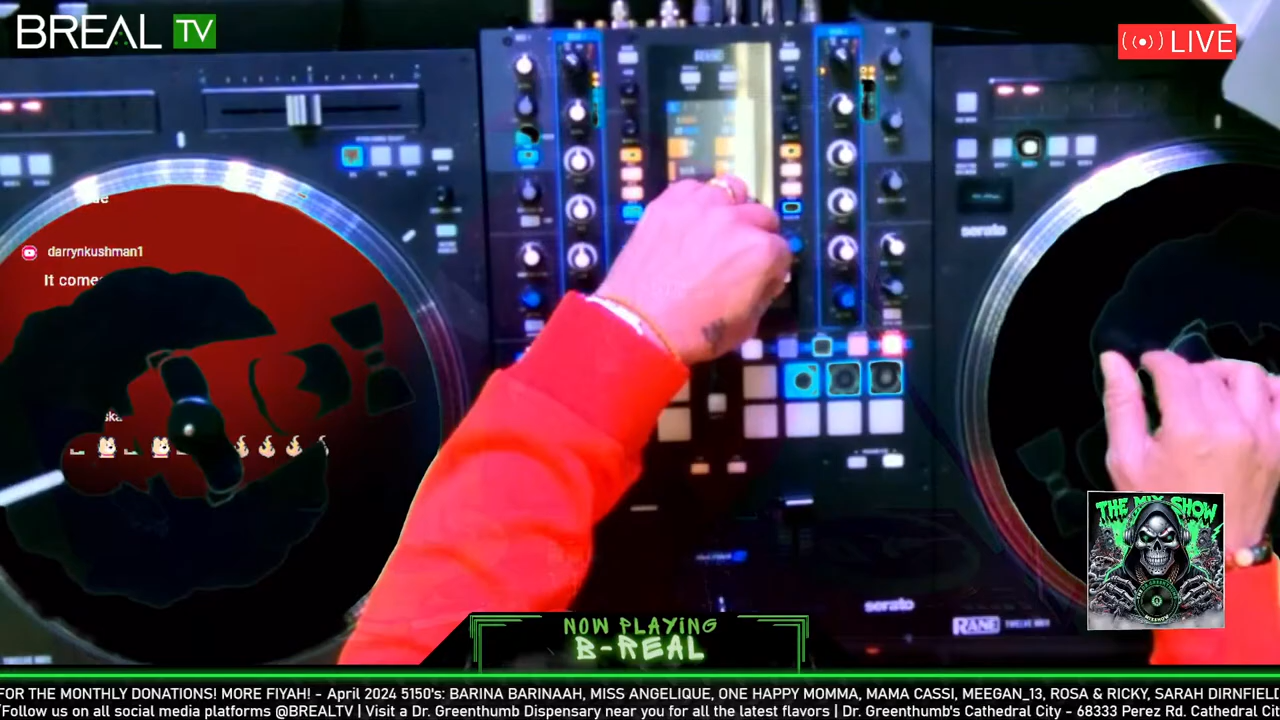 BREAL TV
LIVE
RANE
serato
darrynkushman1
It come
THE MIX SHOW
serato
RANE
NOW PLAYING
B-REAL
FOR THE MONTHLY DONATIONS! MORE FIYAH! - April 2024 5150's: BARINA BARINAAH, MISS ANGELIQUE, ONE HAPPY MOMMA, MAMA CASSI, MEEGAN_13, ROSA & RICKY, SARAH DIRNFIELD
Follow us on all social media platforms @BREALTV | Visit a Dr. Greenthumb Dispensary near you for all the latest flavors | Dr. Greenthumb's Cathedral City - 68333 Perez Rd. Cathedral Cit